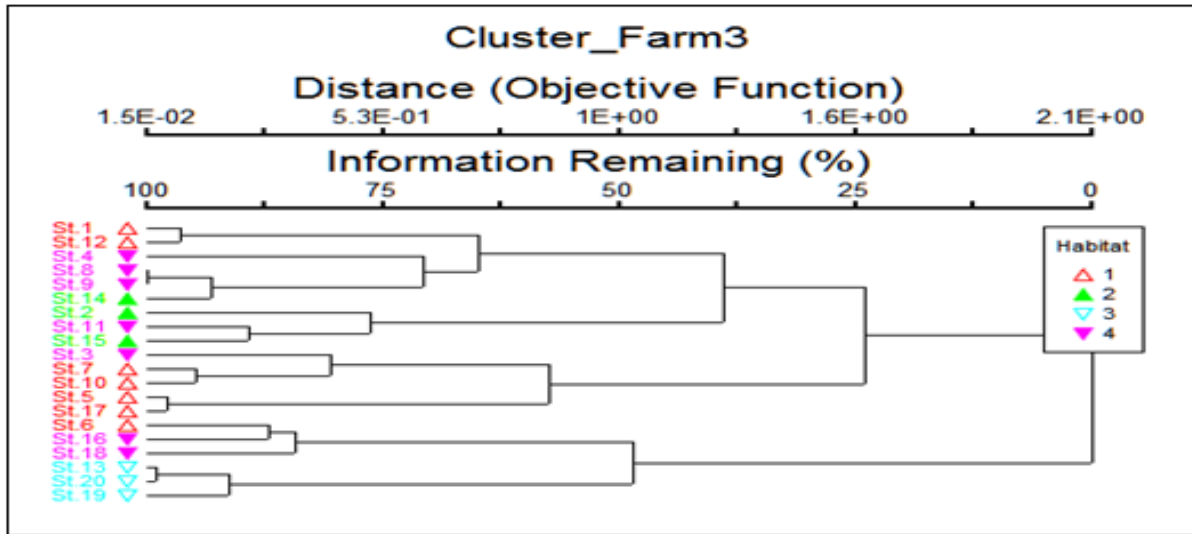 Cluster_Farm3
Distance (Objective Function)
1.5E-02 5.3E-01 1E+00 1.6E+00 2.1E+00
Information Remaining (%)
100 75 50 25 0
St.1
St.12
St.4
St.8
St.9
St.14
St.2
St.11
St.15
St.3
St.7
St.10
St.5
St.17
St.6
St.16
St.18
St.13
St.20
St.19
Habitat
1
2
3
4